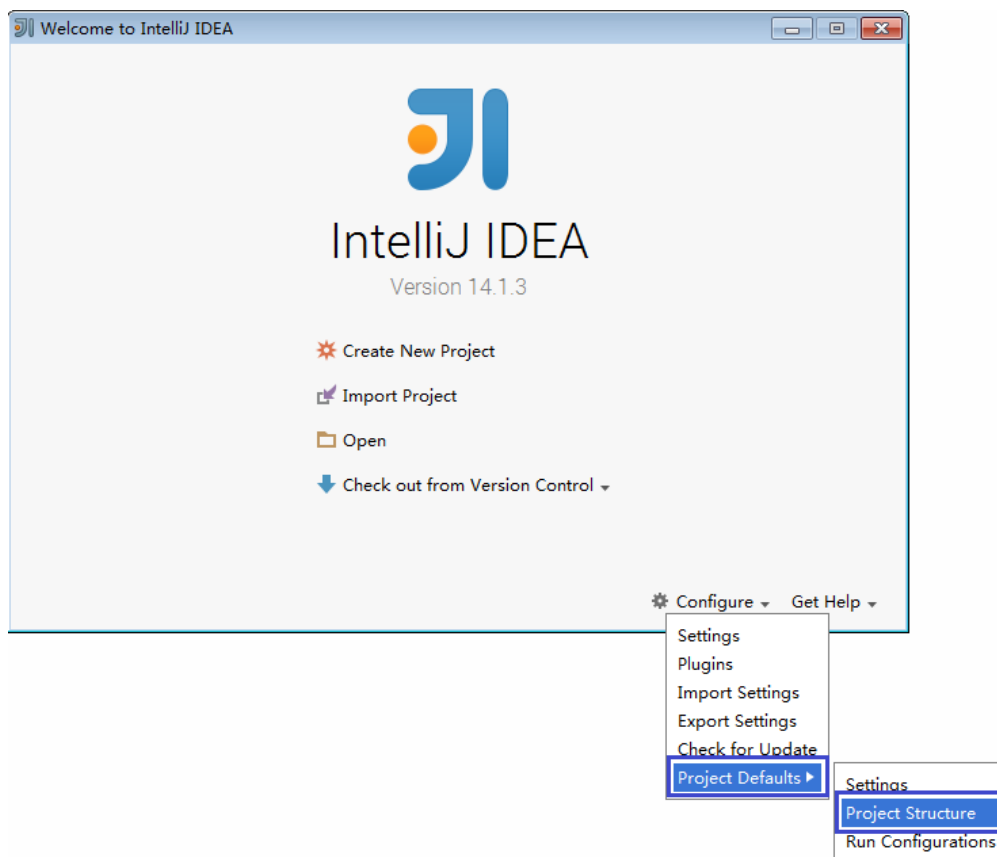 Welcome to IntelliJ IDEA
IntelliJ IDEA
Version 14.1.3
Create New Project
Import Project
Open
Check out from Version Control
Configure Get Help
Settings
Plugins
Import Settings
Export Settings
Check for Update
Project Defaults
Settings
Project Structure
Run Configurations